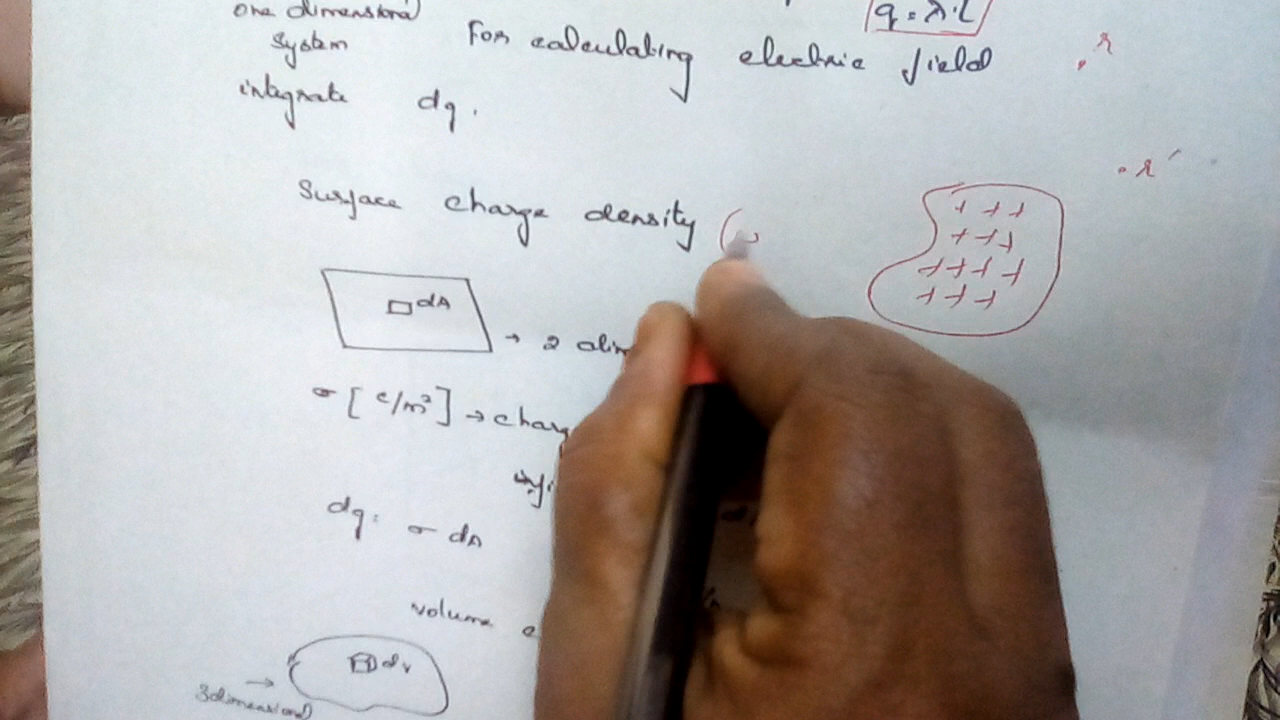 one dimensional q = λ·L
system For calculating electric field
integrate dq.
r
r′
Surface charge density (
+ + +
+ + +
+ + + +
+ + +
dA
→ 2 dim
σ [c/m²] → charg
dq = σ dA
volume c
dv
→
3dimensional